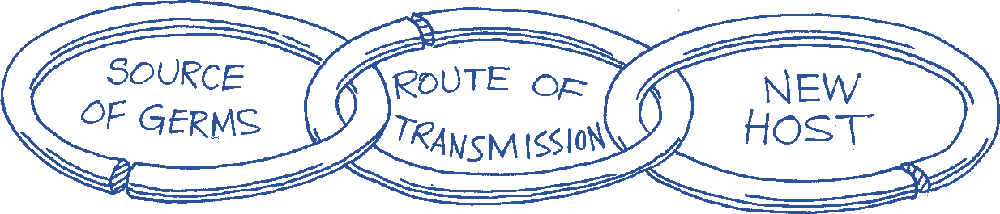 SOURCE
OF GERMS
ROUTE OF
TRANSMISSION
NEW
HOST